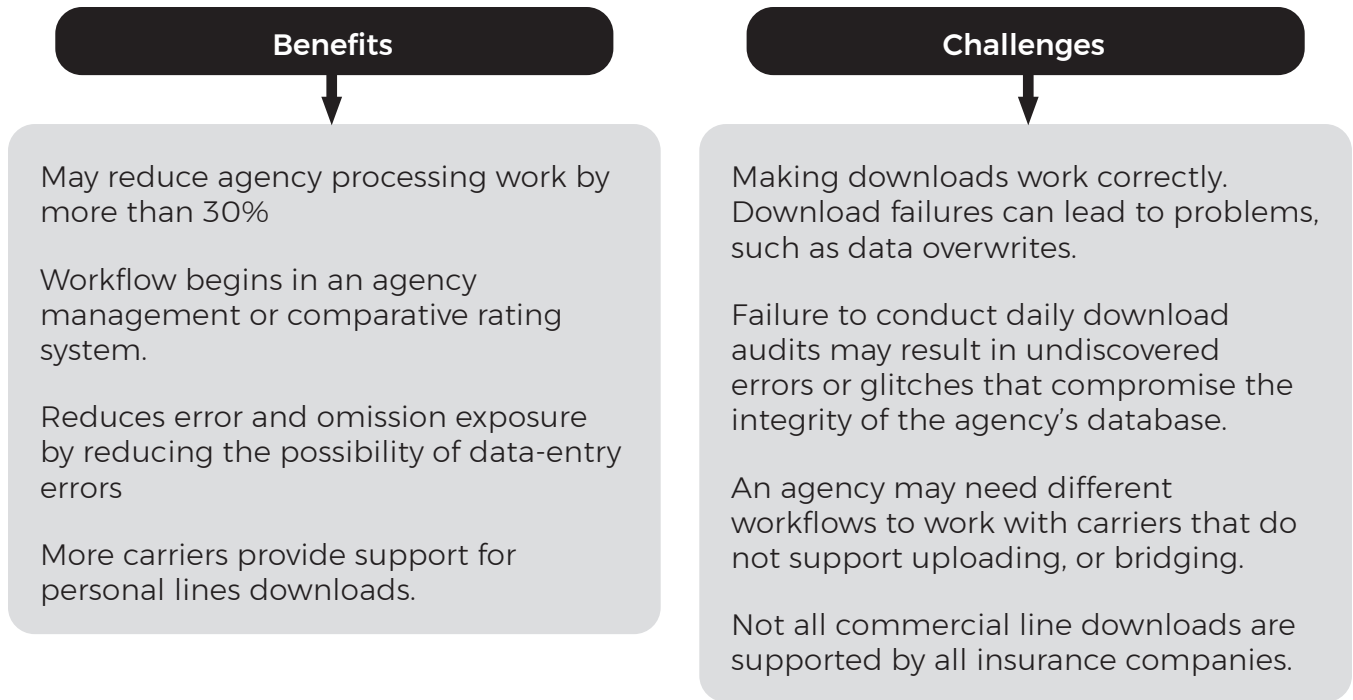 Benefits
May reduce agency processing work by
more than 30%
Workflow begins in an agency
management or comparative rating
system.
Reduces error and omission exposure
by reducing the possibility of data-entry
errors
More carriers provide support for
personal lines downloads.
Challenges
Making downloads work correctly.
Download failures can lead to problems,
such as data overwrites.
Failure to conduct daily download
audits may result in undiscovered
errors or glitches that compromise the
integrity of the agency’s database.
An agency may need different
workflows to work with carriers that do
not support uploading, or bridging.
Not all commercial line downloads are
supported by all insurance companies.